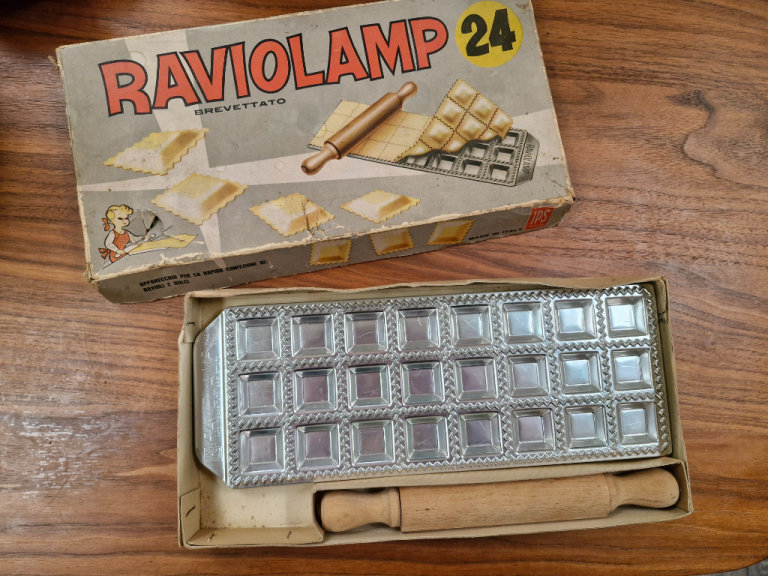 RAVIOLAMP
24
BREVETTATO
IPS
MADE IN ITALY
APPARECCHIO PER LA RAPIDA CONFEZIONE DI
RAVIOLI E DOLCI